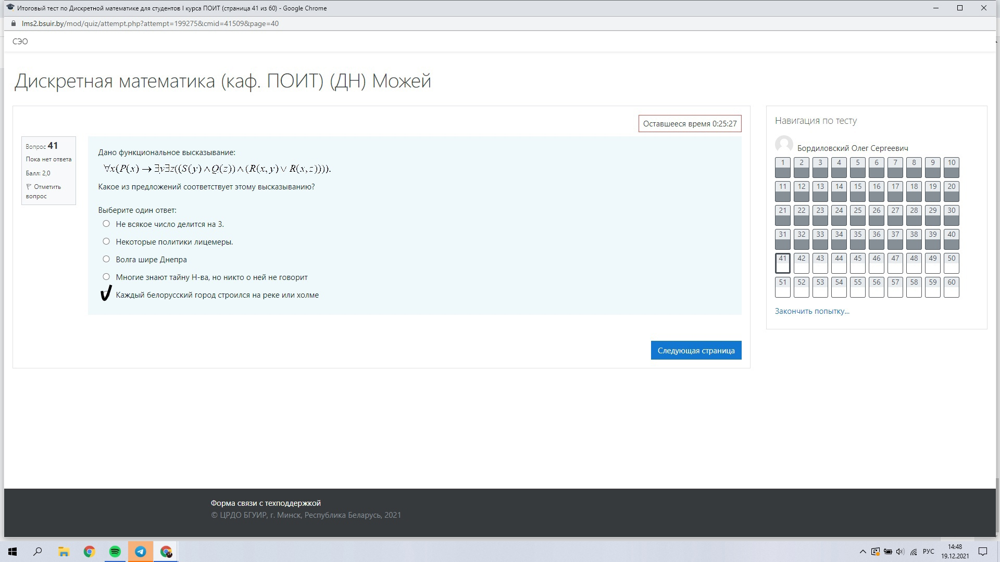 Итоговый тест по Дискретной математике для студентов I курса ПОИТ (страница 41 из 60) - Google Chrome
lms2.bsuir.by/mod/quiz/attempt.php?attempt=199275&cmid=41509&page=40
СЭО
Дискретная математика (каф. ПОИТ) (ДН) Можей
Оставшееся время 0:25:27
Вопрос 41
Пока нет ответа
Балл: 2,0
Отметить
вопрос
Дано функциональное высказывание:
∀x(P(x) → ∃y∃z((S(y) ∧ Q(z)) ∧ (R(x, y) ∨ R(x, z)))).
Какое из предложений соответствует этому высказыванию?
Выберите один ответ:
Не всякое число делится на 3.
Некоторые политики лицемеры.
Волга шире Днепра
Многие знают тайну Н-ва, но никто о ней не говорит
Каждый белорусский город строился на реке или холме
Следующая страница
Навигация по тесту
Бордиловский Олег Сергеевич
1 2 3 4 5 6 7 8 9 10
11 12 13 14 15 16 17 18 19 20
21 22 23 24 25 26 27 28 29 30
31 32 33 34 35 36 37 38 39 40
41 42 43 44 45 46 47 48 49 50
51 52 53 54 55 56 57 58 59 60
Закончить попытку...
Форма связи с техподдержкой
© ЦРДО БГУИР, г. Минск, Республика Беларусь, 2021
РУС
14:48
19.12.2021